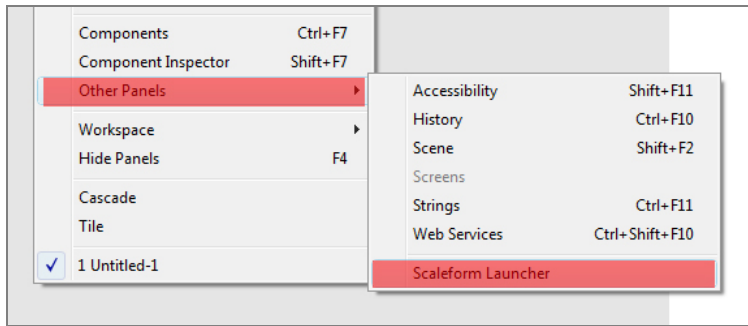 Components Ctrl+F7
Component Inspector Shift+F7
Other Panels
Workspace
Hide Panels F4
Cascade
Tile
1 Untitled-1
Accessibility Shift+F11
History Ctrl+F10
Scene Shift+F2
Screens
Strings Ctrl+F11
Web Services Ctrl+Shift+F10
Scaleform Launcher